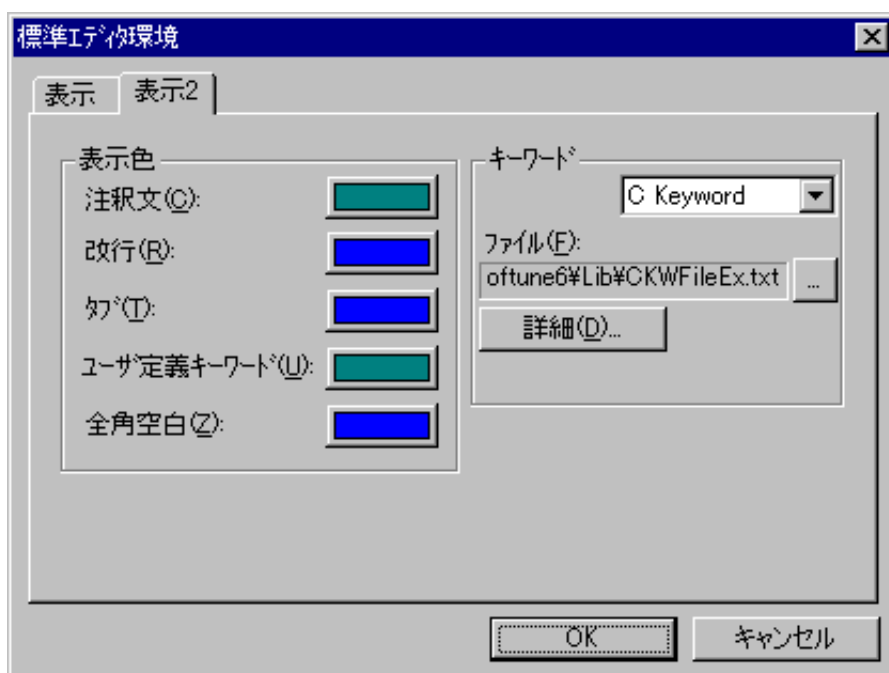 標準ｴﾃﾞｨﾀ環境
表示 表示2
表示色
注釈文(C):
改行(R):
ﾀﾌﾞ(T):
ﾕｰｻﾞ定義ｷｰﾜｰﾄﾞ(U):
全角空白(Z):
ｷｰﾜｰﾄﾞ
C Keyword
ﾌｧｲﾙ(F):
oftune6¥Lib¥CKWFileEx.txt ...
詳細(D)...
OK ｷｬﾝｾﾙ